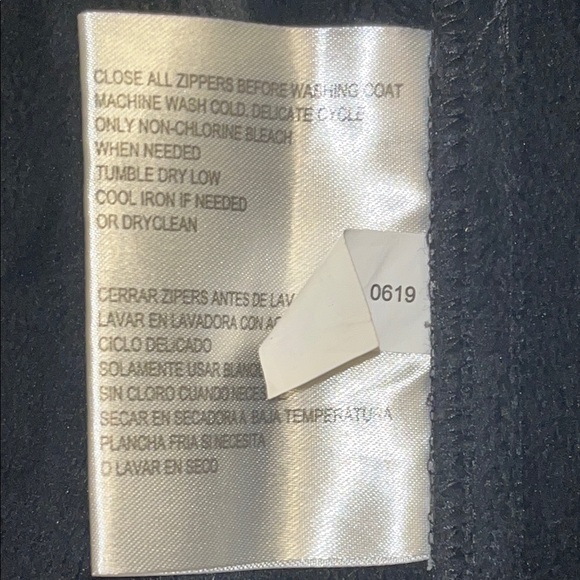 CLOSE ALL ZIPPERS BEFORE WASHING COAT
MACHINE WASH COLD, DELICATE CYCLE
ONLY NON-CHLORINE BLEACH
WHEN NEEDED
TUMBLE DRY LOW
COOL IRON IF NEEDED
OR DRYCLEAN
0619
CERRAR ZIPERS ANTES DE
LAVAR EN LAVADORA CON
CICLO DELICADO
SOLAMENTE USAR
SIN CLORO CUANDO
SECAR EN SECADORA A BAJA TEMPERATURA
PLANCHA FRIA SI NECESITA
O LAVAR EN SECO